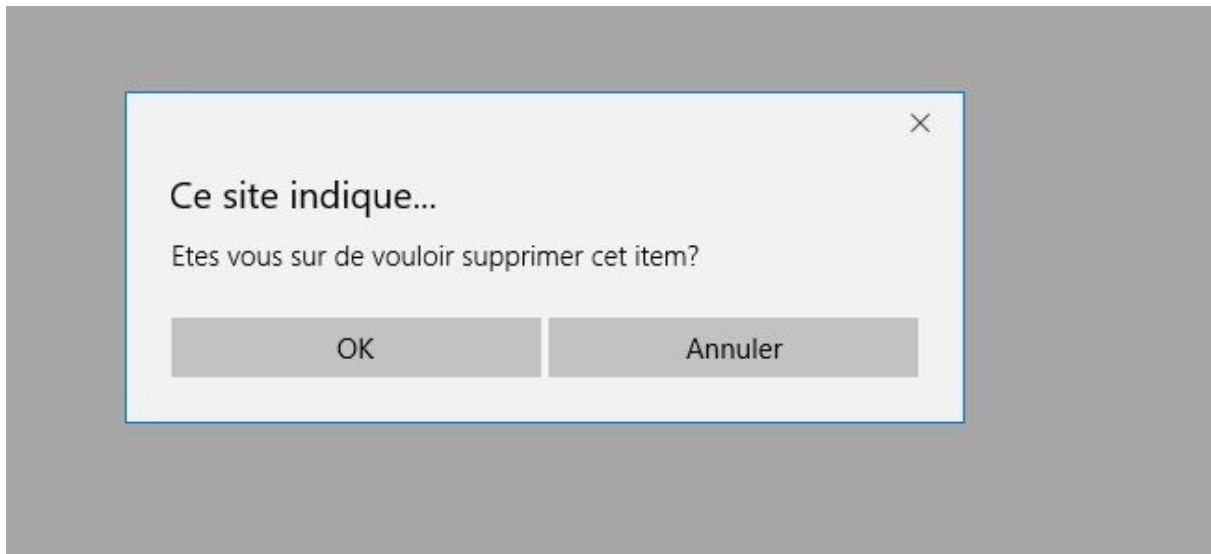 Ce site indique...
Etes vous sur de vouloir supprimer cet item?
OK
Annuler